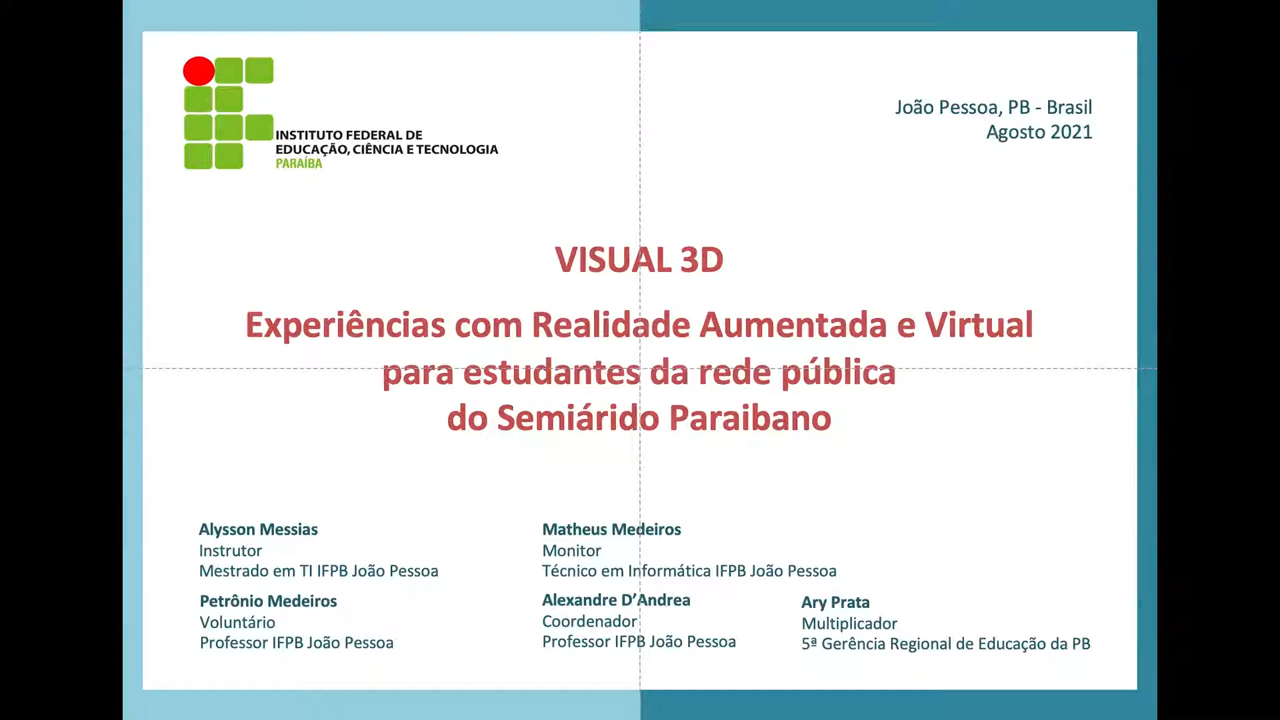 INSTITUTO FEDERAL DE
EDUCAÇÃO, CIÊNCIA E TECNOLOGIA
PARAÍBA
João Pessoa, PB - Brasil
Agosto 2021
VISUAL 3D
Experiências com Realidade Aumentada e Virtual
para estudantes da rede pública
do Semiárido Paraibano
Alysson Messias
Instrutor
Mestrado em TI IFPB João Pessoa
Matheus Medeiros
Monitor
Técnico em Informática IFPB João Pessoa
Petrônio Medeiros
Voluntário
Professor IFPB João Pessoa
Alexandre D’Andrea
Coordenador
Professor IFPB João Pessoa
Ary Prata
Multiplicador
5ª Gerência Regional de Educação da PB